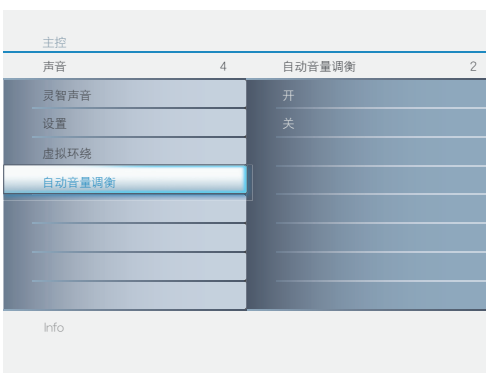 主控
声音 4 自动音量调衡 2
灵智声音 开
设置 关
虚拟环绕
自动音量调衡
Info